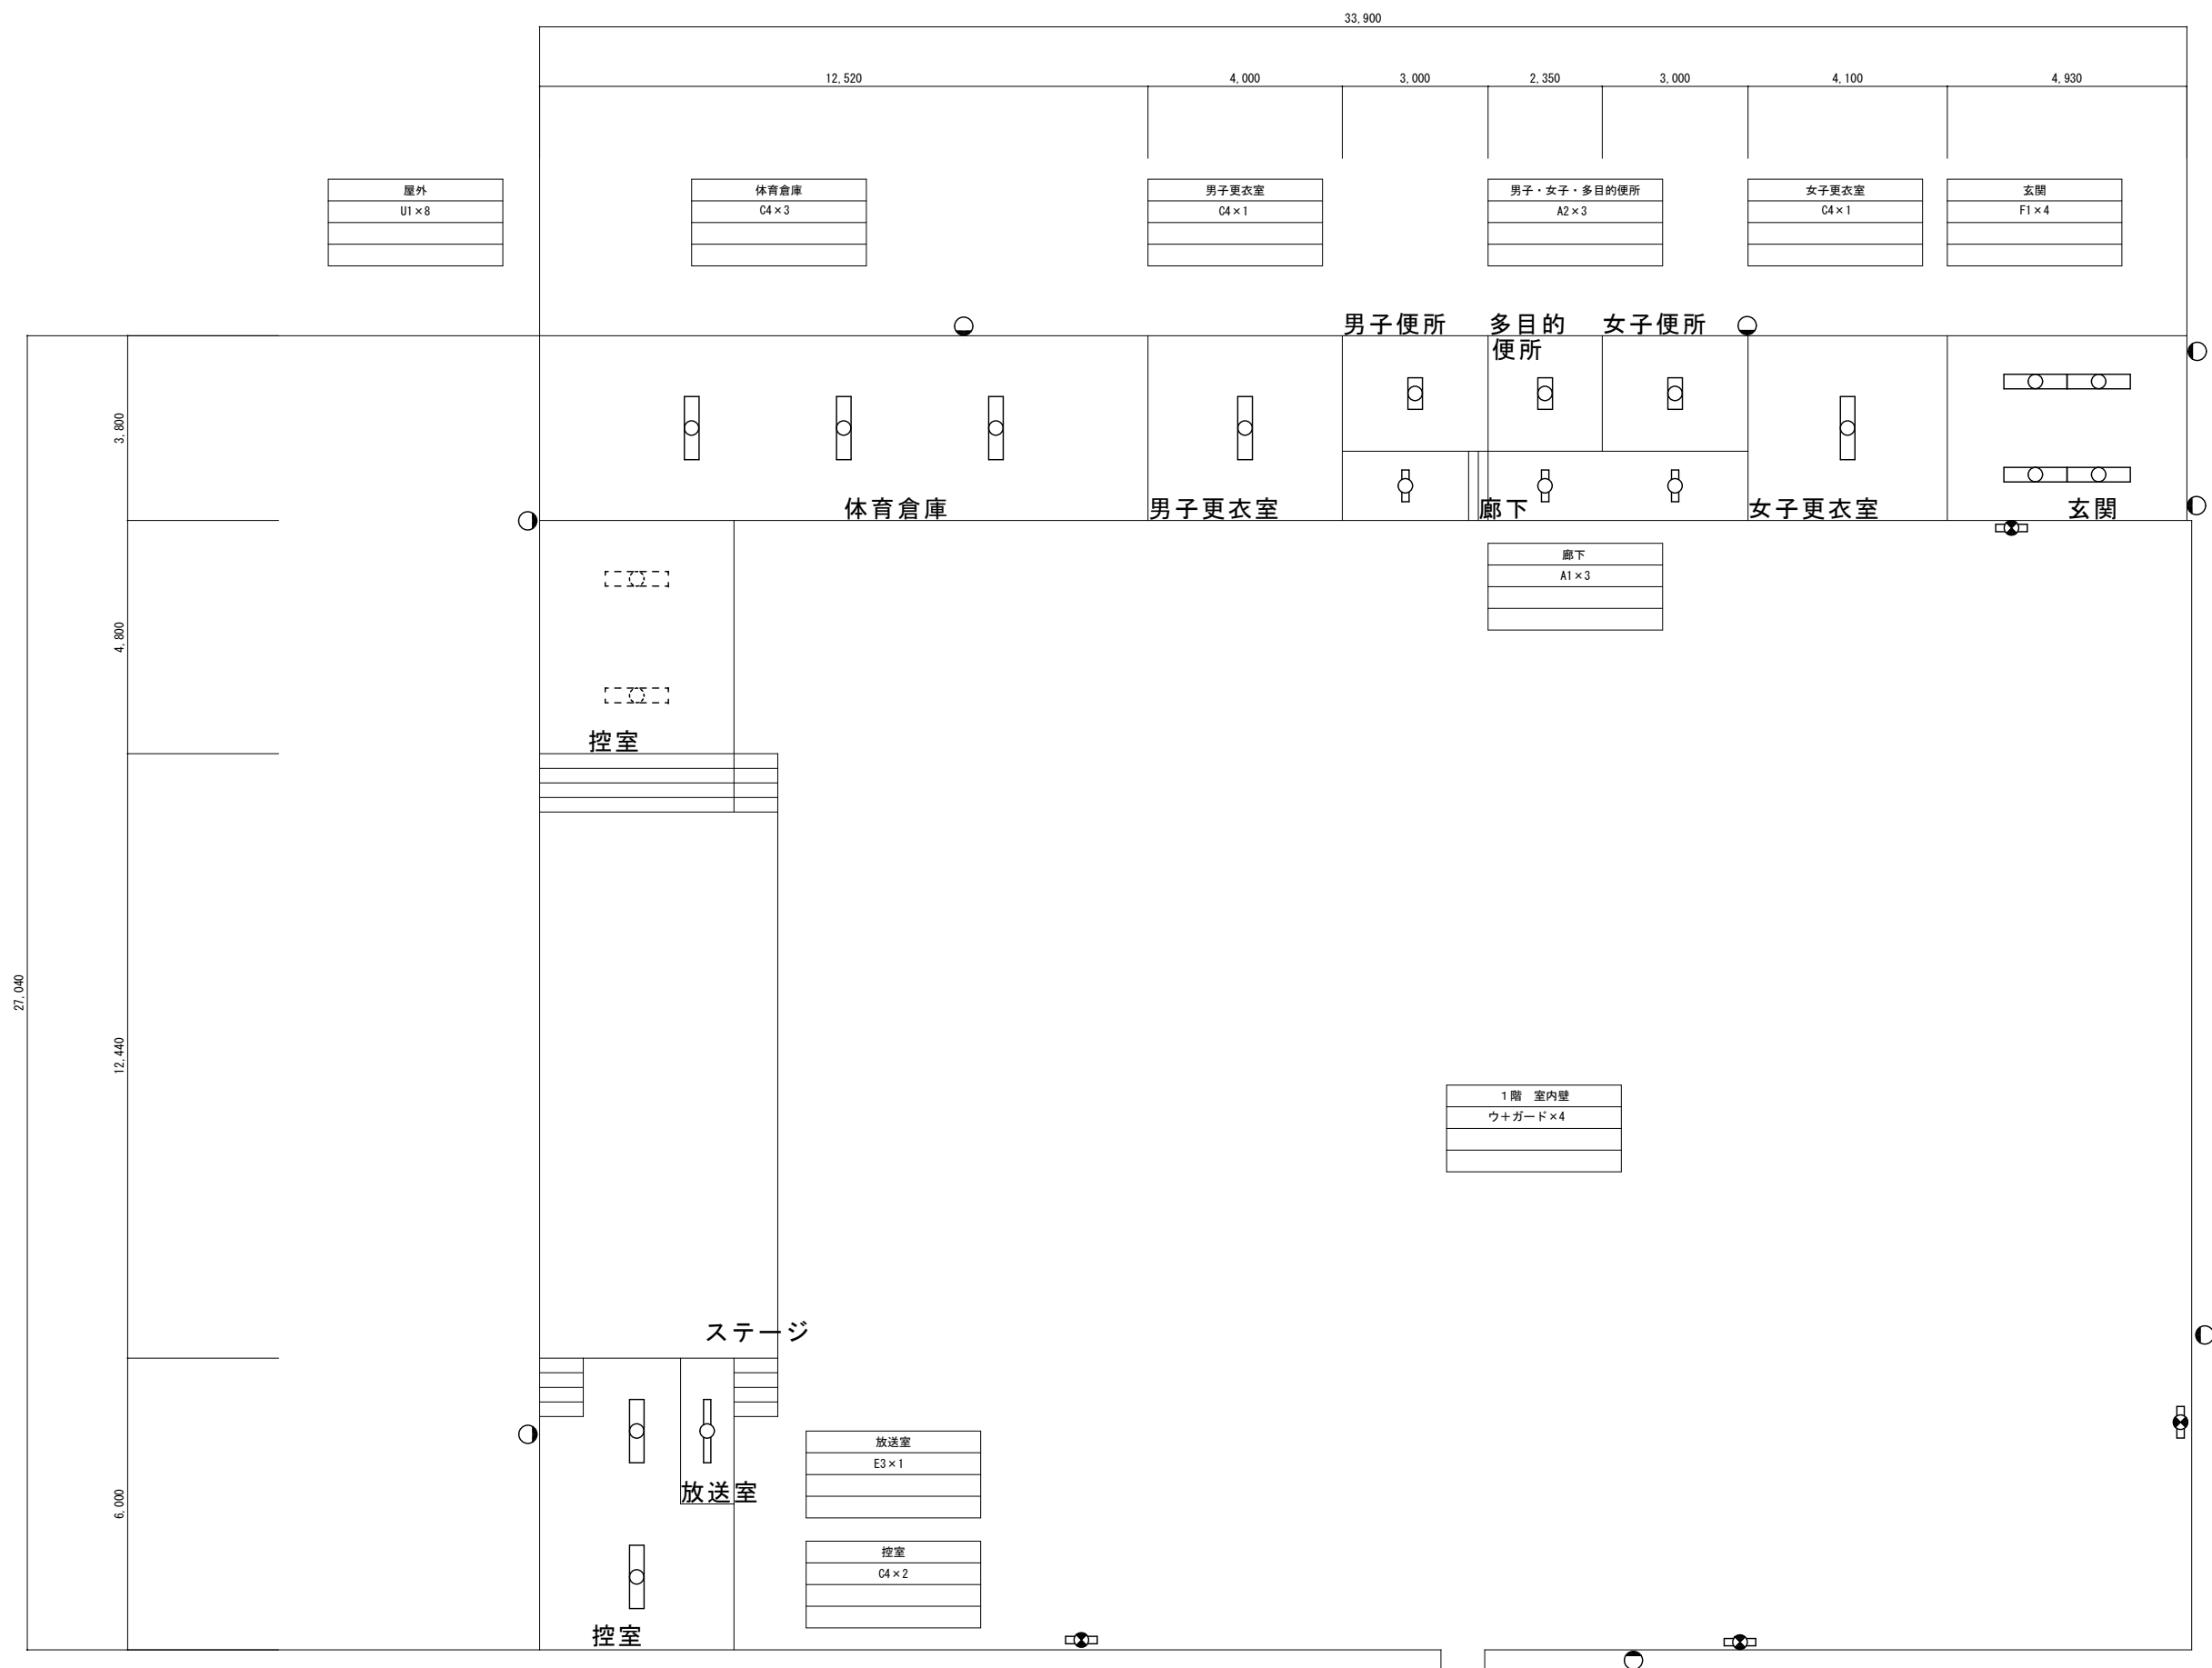 33,900
12,520
4,000
3,000
2,350
3,000
4,100
4,930
屋外
U1×8
体育倉庫
C4×3
男子更衣室
C4×1
男子・女子・多目的便所
A2×3
女子更衣室
C4×1
玄関
F1×4
男子便所
多目的
便所
女子便所
3,800
体育倉庫
男子更衣室
廊下
女子更衣室
玄関
廊下
A1×3
4,800
控室
27,040
12,440
1階 室内壁
ウ+ガード×4
ステージ
放送室
E3×1
放送室
6,000
控室
C4×2
控室